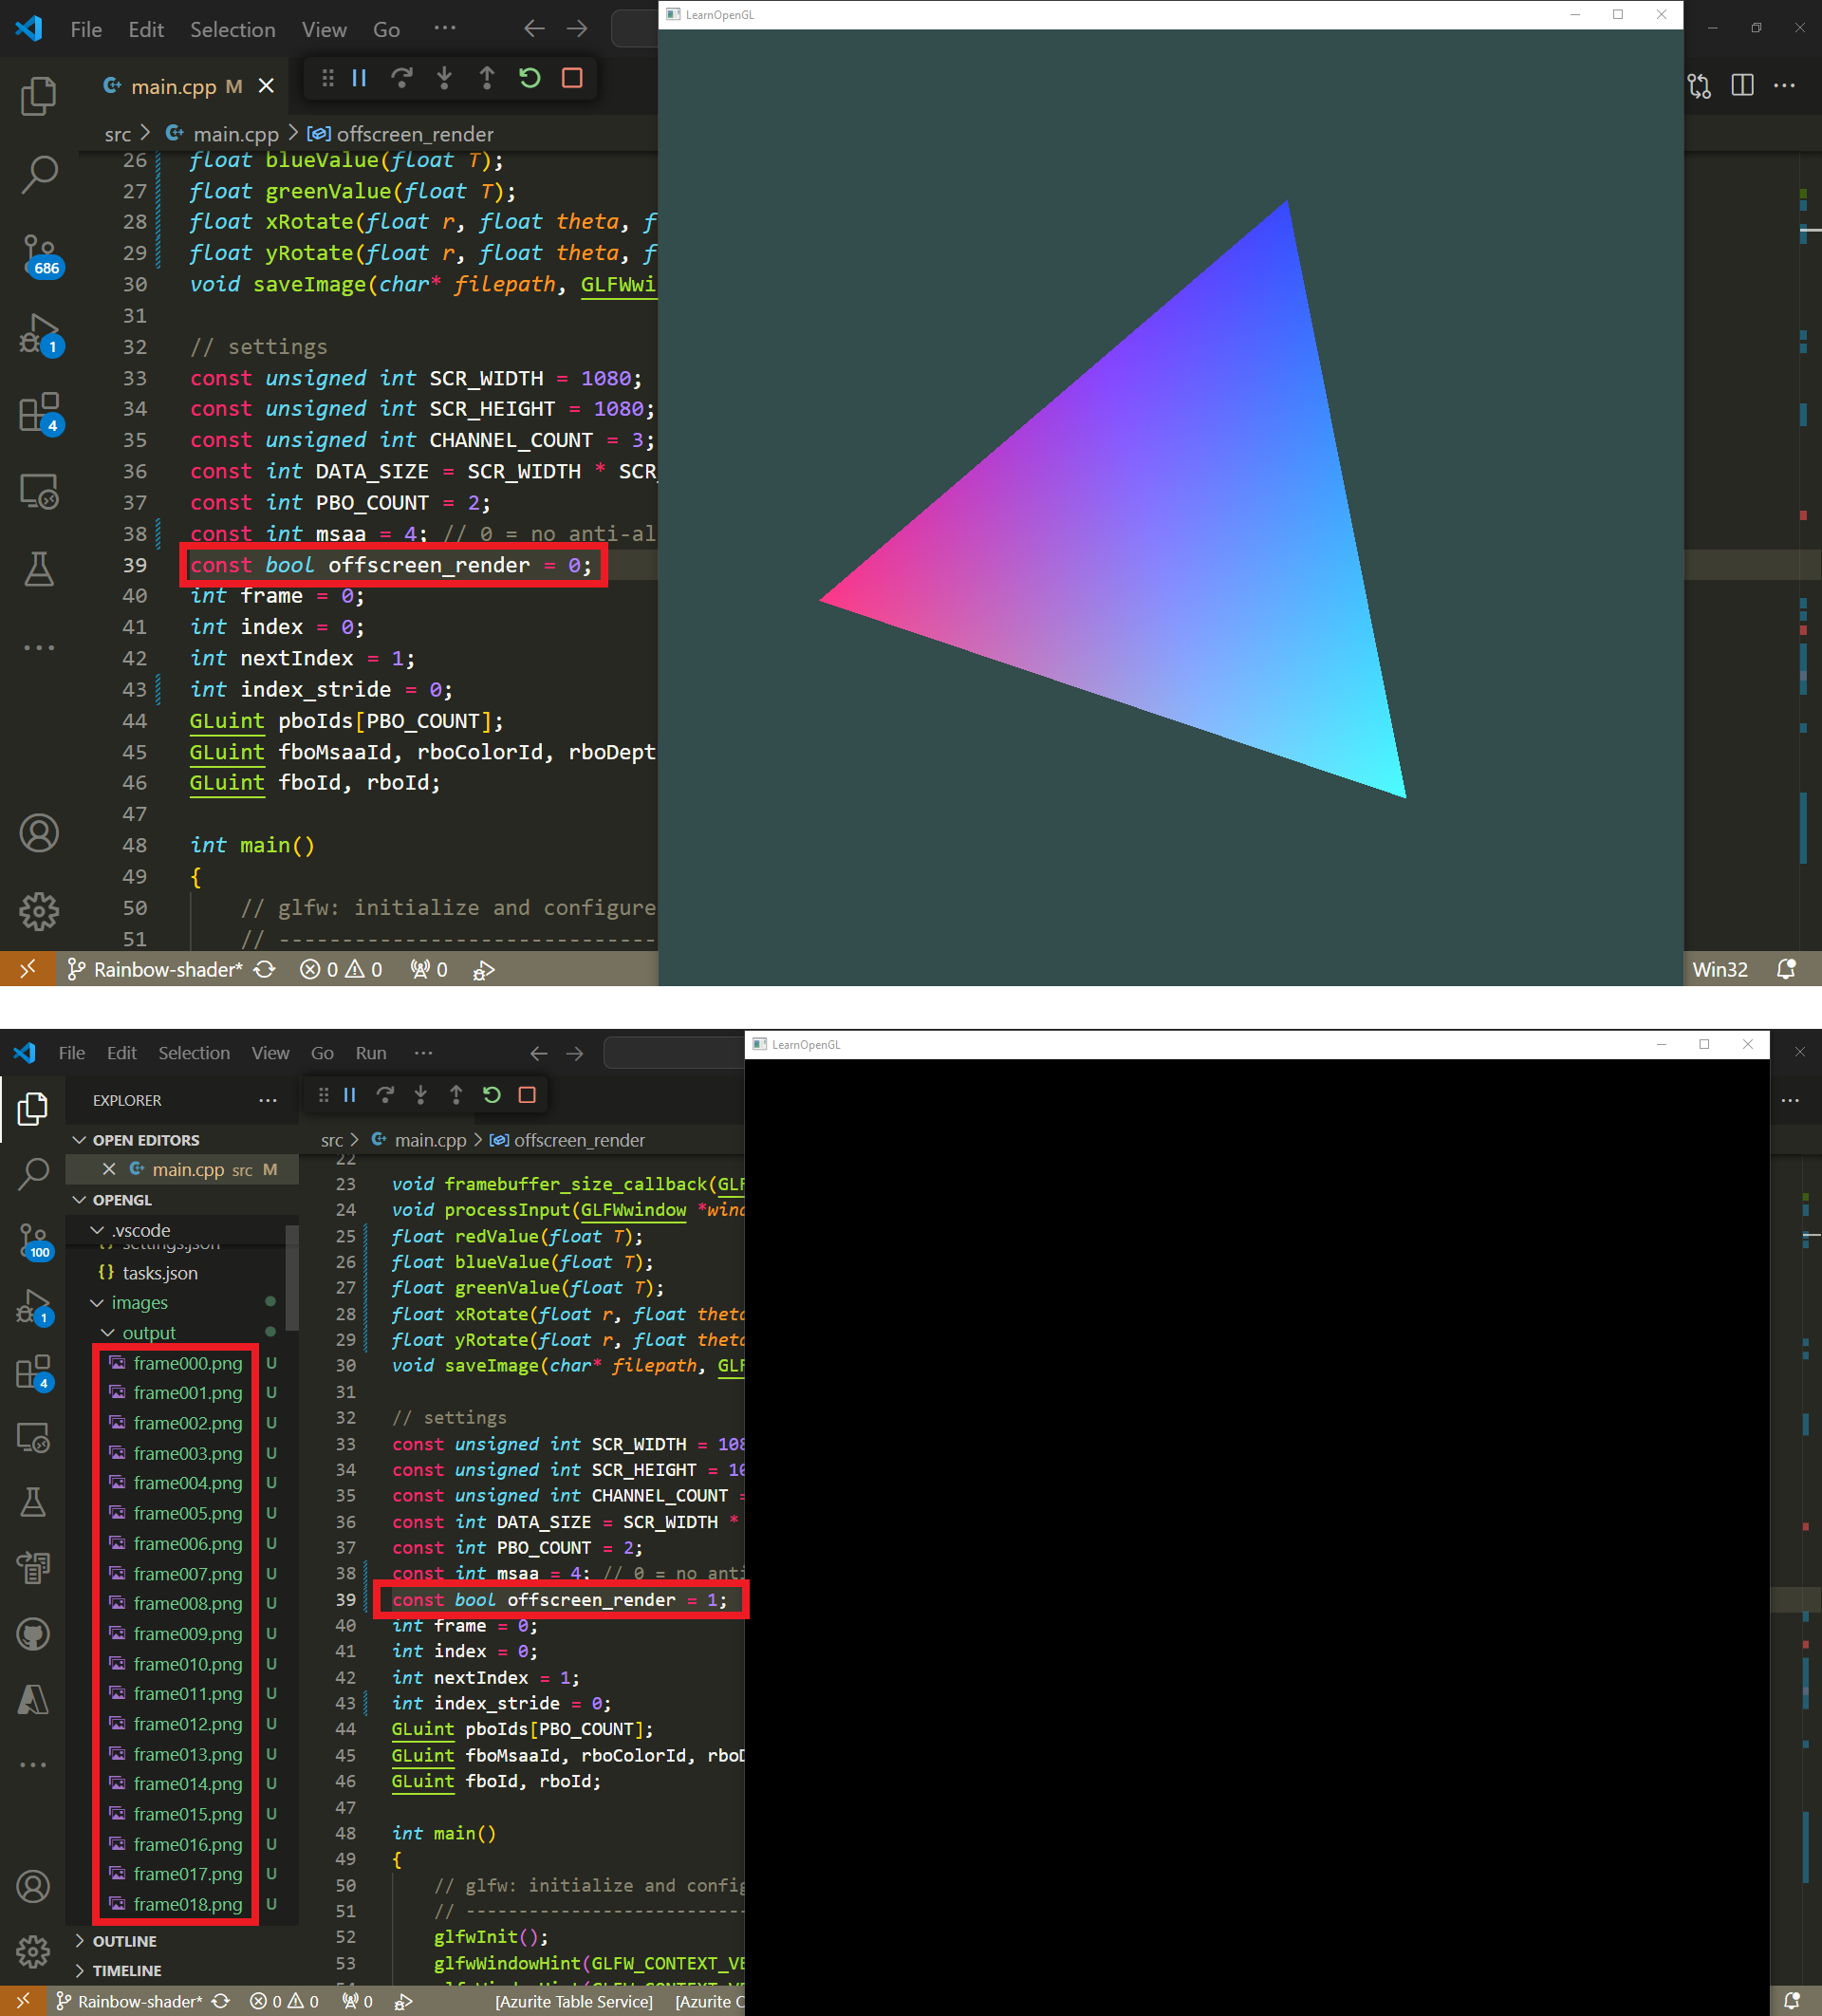 File Edit Selection View Go ···
LearnOpenGL
main.cpp M
src > main.cpp > offscreen_render
26 float blueValue(float T);
27 float greenValue(float T);
28 float xRotate(float r, float theta, f
29 float yRotate(float r, float theta, f
30 void saveImage(char* filepath, GLFWwi
31
32 // settings
33 const unsigned int SCR_WIDTH = 1080;
34 const unsigned int SCR_HEIGHT = 1080;
35 const unsigned int CHANNEL_COUNT = 3;
36 const int DATA_SIZE = SCR_WIDTH * SCR_
37 const int PBO_COUNT = 2;
38 const int msaa = 4; // 0 = no anti-al
39 const bool offscreen_render = 0;
40 int frame = 0;
41 int index = 0;
42 int nextIndex = 1;
43 int index_stride = 0;
44 GLuint pboIds[PBO_COUNT];
45 GLuint fboMsaaId, rboColorId, rboDept
46 GLuint fboId, rboId;
47
48 int main()
49 {
50 // glfw: initialize and configure
51 // ------------------------------
686
1
4
Rainbow-shader* 0 0 0
Win32
File Edit Selection View Go Run ···
LearnOpenGL
EXPLORER
OPEN EDITORS
main.cpp src M
OPENGL
.vscode
settings.json
{} tasks.json
images
output
frame000.png U
frame001.png U
frame002.png U
frame003.png U
frame004.png U
frame005.png U
frame006.png U
frame007.png U
frame008.png U
frame009.png U
frame010.png U
frame011.png U
frame012.png U
frame013.png U
frame014.png U
frame015.png U
frame016.png U
frame017.png U
frame018.png U
OUTLINE
TIMELINE
100
1
4
src > main.cpp > offscreen_render
22
23 void framebuffer_size_callback(GLF
24 void processInput(GLFWwindow *wind
25 float redValue(float T);
26 float blueValue(float T);
27 float greenValue(float T);
28 float xRotate(float r, float theta
29 float yRotate(float r, float theta
30 void saveImage(char* filepath, GLF
31
32 // settings
33 const unsigned int SCR_WIDTH = 108
34 const unsigned int SCR_HEIGHT = 10
35 const unsigned int CHANNEL_COUNT =
36 const int DATA_SIZE = SCR_WIDTH *
37 const int PBO_COUNT = 2;
38 const int msaa = 4; // 0 = no anti
39 const bool offscreen_render = 1;
40 int frame = 0;
41 int index = 0;
42 int nextIndex = 1;
43 int index_stride = 0;
44 GLuint pboIds[PBO_COUNT];
45 GLuint fboMsaaId, rboColorId, rboD
46 GLuint fboId, rboId;
47
48 int main()
49 {
50 // glfw: initialize and config
51 // ---------------------------
52 glfwInit();
53 glfwWindowHint(GLFW_CONTEXT_VE
Rainbow-shader* 0 0 0 [Azurite Table Service] [Azurite